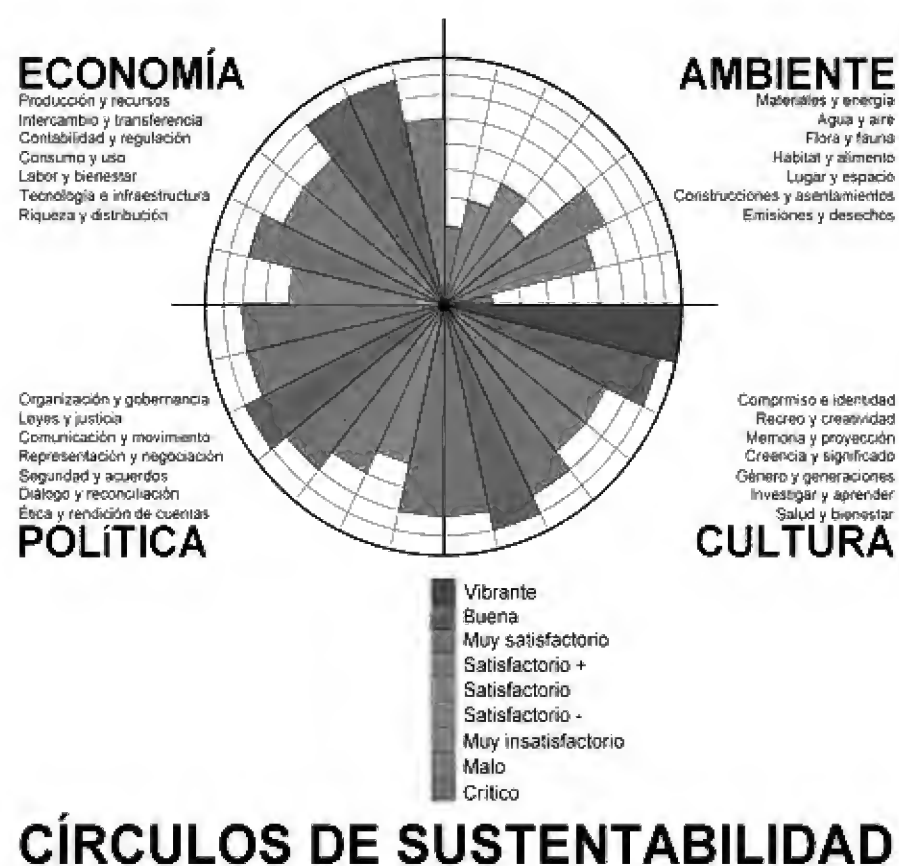 ECONOMÍA
Producción y recursos
Intercambio y transferencia
Contabilidad y regulación
Consumo y uso
Labor y bienestar
Tecnología e infraestructura
Riqueza y distribución
AMBIENTE
Materiales y energía
Agua y aire
Flora y fauna
Habitat y alimento
Lugar y espacio
Construcciones y asentamientos
Emisiones y desechos
Organización y gobernancia
Leyes y justicia
Comunicación y movimiento
Representación y negociación
Seguridad y acuerdos
Diálogo y reconciliación
Ética y rendición de cuentas
POLíTICA
Comprmiso e identidad
Recreo y creatividad
Memoria y proyección
Creencia y significado
Género y generaciones
Investigar y aprender
Salud y bienestar
CULTURA
Vibrante
Buena
Muy satisfactorio
Satisfactorio +
Satisfactorio
Satisfactorio -
Muy insatisfactorio
Malo
Crítico
CÍRCULOS DE SUSTENTABILIDAD